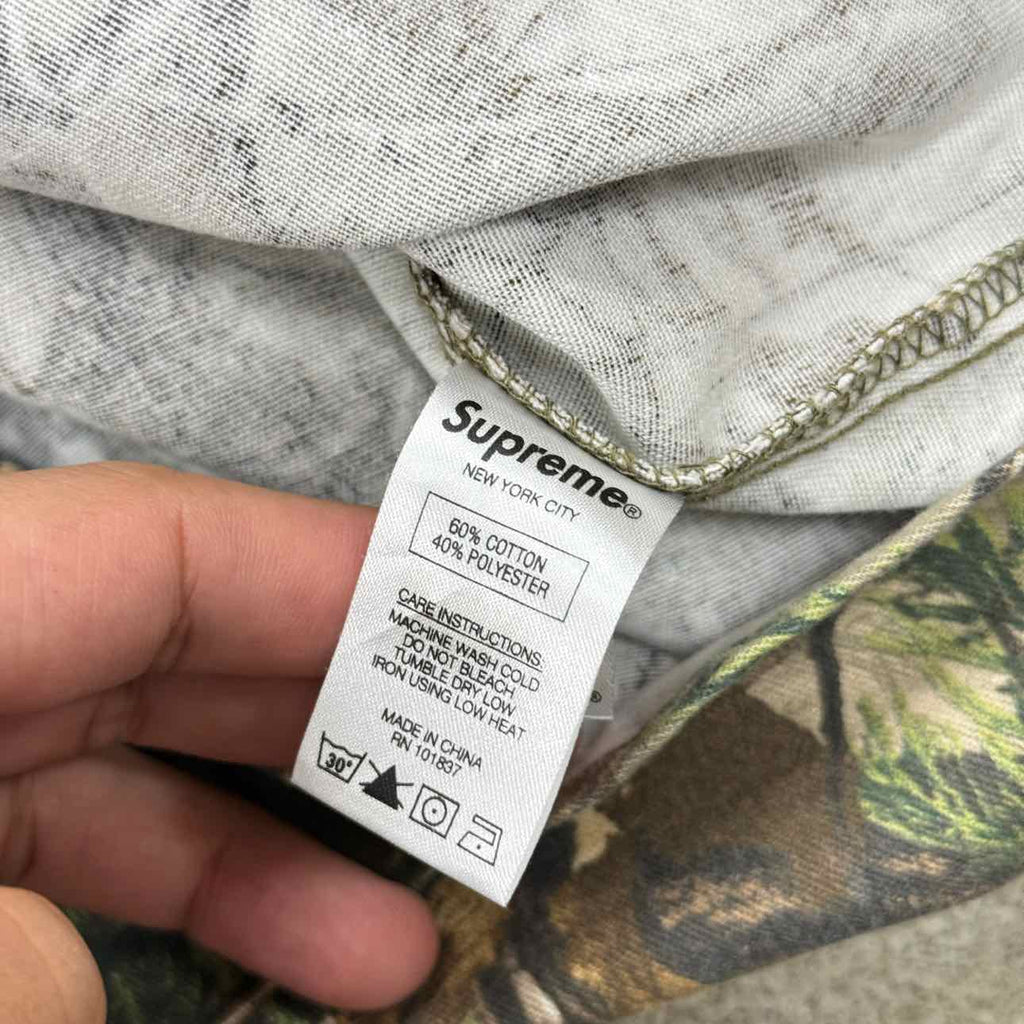 Supreme®
NEW YORK CITY
60% COTTON
40% POLYESTER
CARE INSTRUCTIONS:
MACHINE WASH COLD
DO NOT BLEACH
TUMBLE DRY LOW
IRON USING LOW HEAT
MADE IN CHINA
RN 101837
30°
®